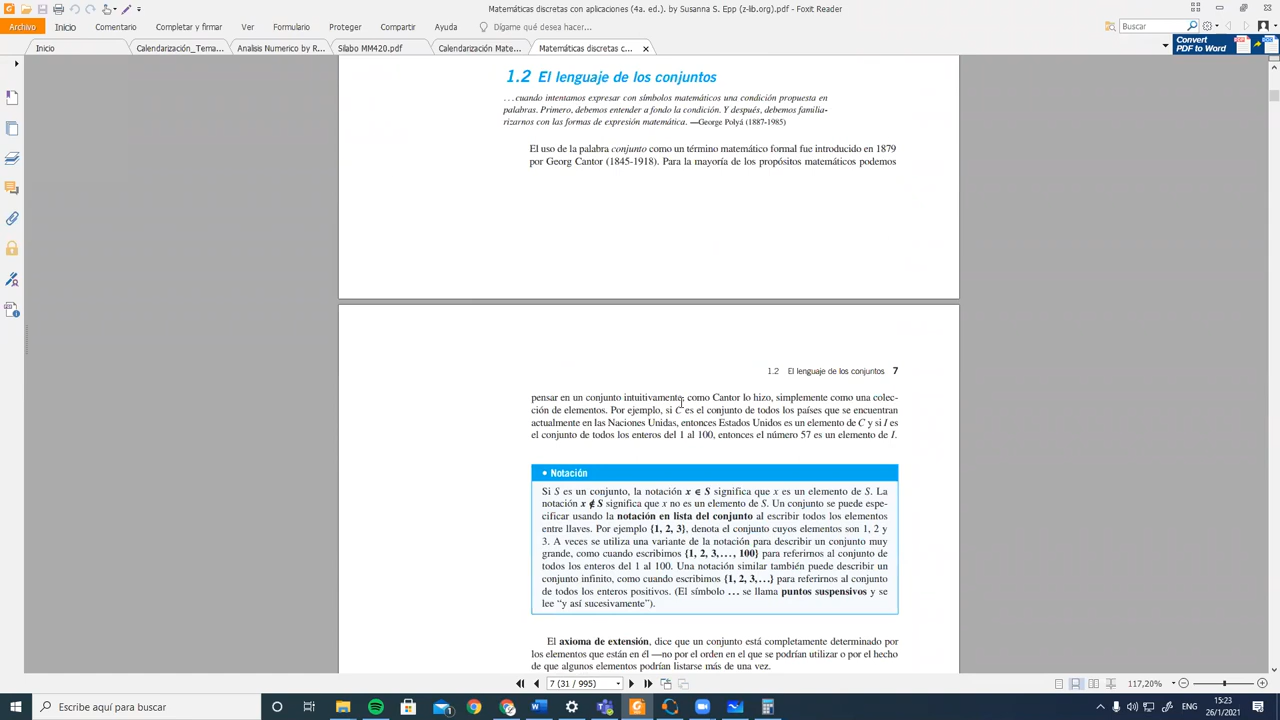 Matemáticas discretas con aplicaciones (4a. ed.). by Susanna S. Epp (z-lib.org).pdf - Foxit Reader
Archivo Inicio Comentario Completar y firmar Ver Formulario Proteger Compartir Ayuda Dígame qué desea hacer... Buscar
Inicio Calendarización_Tema... Analisis Numerico by R... Silabo MM420.pdf Calendarización Mate... Matemáticas discretas c... Convert PDF to Word
1.2 El lenguaje de los conjuntos
. . . cuando intentamos expresar con símbolos matemáticos una condición propuesta en
palabras. Primero, debemos entender a fondo la condición. Y después, debemos familia-
rizarnos con las formas de expresión matemática. —George Polyá (1887-1985)
El uso de la palabra conjunto como un término matemático formal fue introducido en 1879
por Georg Cantor (1845-1918). Para la mayoría de los propósitos matemáticos podemos
1.2 El lenguaje de los conjuntos 7
pensar en un conjunto intuitivamente, como Cantor lo hizo, simplemente como una colec-
ción de elementos. Por ejemplo, si C es el conjunto de todos los países que se encuentran
actualmente en las Naciones Unidas, entonces Estados Unidos es un elemento de C y si I es
el conjunto de todos los enteros del 1 al 100, entonces el número 57 es un elemento de I.
• Notación
Si S es un conjunto, la notación x ∈ S significa que x es un elemento de S. La
notación x ∉ S significa que x no es un elemento de S. Un conjunto se puede espe-
cificar usando la notación en lista del conjunto al escribir todos los elementos
entre llaves. Por ejemplo {1, 2, 3}, denota el conjunto cuyos elementos son 1, 2 y
3. A veces se utiliza una variante de la notación para describir un conjunto muy
grande, como cuando escribimos {1, 2, 3,..., 100} para referirnos al conjunto de
todos los enteros del 1 al 100. Una notación similar también puede describir un
conjunto infinito, como cuando escribimos {1, 2, 3,...} para referirnos al conjunto
de todos los enteros positivos. (El símbolo ... se llama puntos suspensivos y se
lee “y así sucesivamente”).
El axioma de extensión, dice que un conjunto está completamente determinado por
los elementos que están en él —no por el orden en el que se podrían utilizar o por el hecho
de que algunos elementos podrían listarse más de una vez.
7 (31 / 995) 117,20%
Escribe aquí para buscar
15:23
26/1/2021